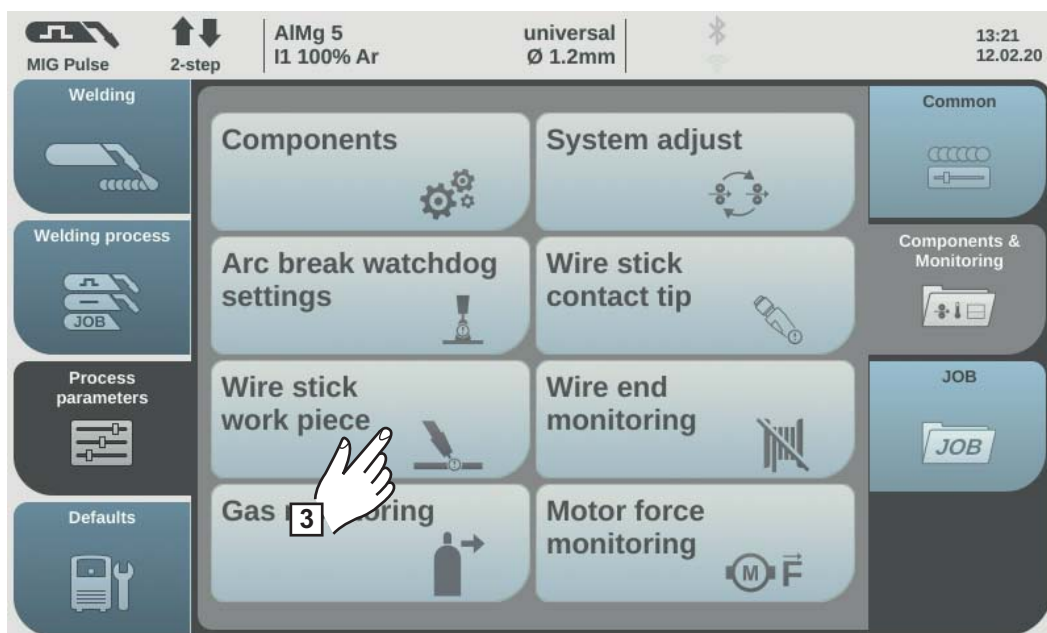 MIG Pulse
2-step
AlMg 5
I1 100% Ar
universal
Ø 1.2mm
13:21
12.02.20
Welding
Welding process
JOB
Process
parameters
Defaults
Components
System adjust
Arc break watchdog
settings
Wire stick
contact tip
Wire stick
work piece
Wire end
monitoring
3
Gas
Motor force
monitoring
M
F
Common
Components &
Monitoring
JOB
JOB